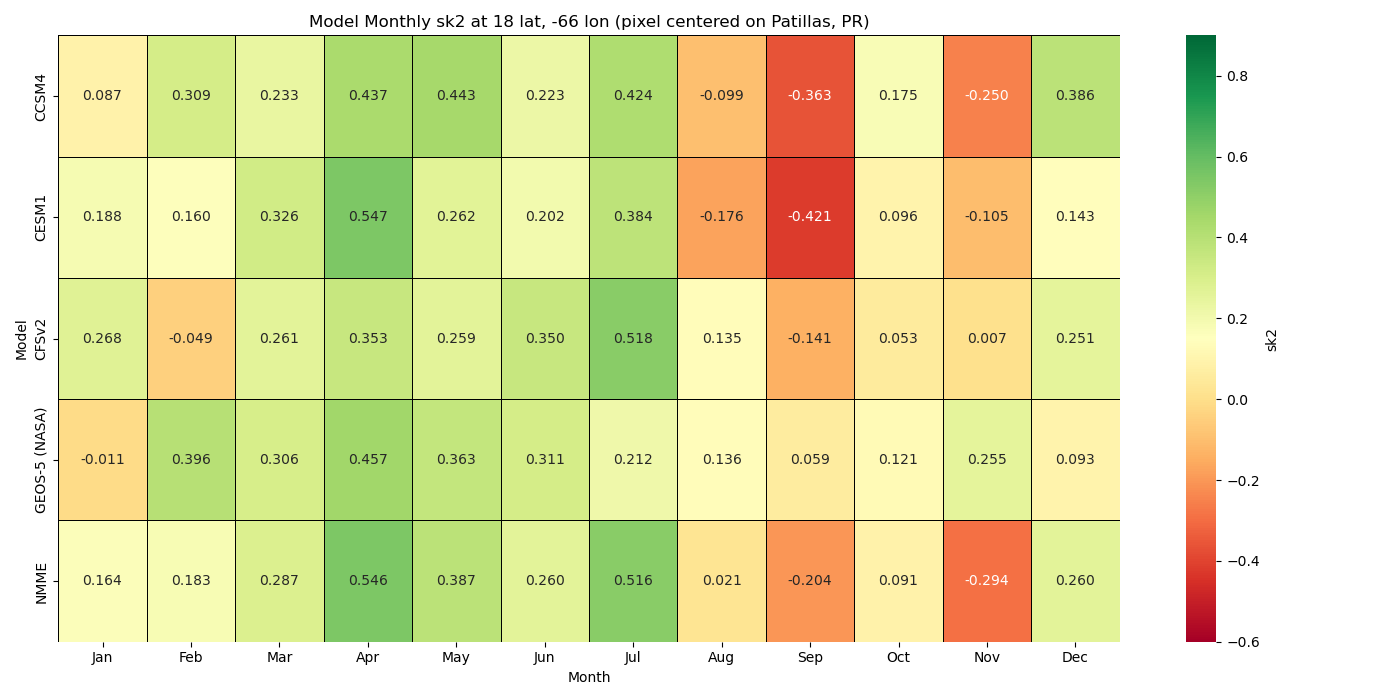 Model Monthly sk2 at 18 lat, -66 lon (pixel centered on Patillas, PR)
CCSM4 0.087 0.309 0.233 0.437 0.443 0.223 0.424 -0.099 -0.363 0.175 -0.250 0.386
CESM1 0.188 0.160 0.326 0.547 0.262 0.202 0.384 -0.176 -0.421 0.096 -0.105 0.143
CFSv2 0.268 -0.049 0.261 0.353 0.259 0.350 0.518 0.135 -0.141 0.053 0.007 0.251
GEOS-5 (NASA) -0.011 0.396 0.306 0.457 0.363 0.311 0.212 0.136 0.059 0.121 0.255 0.093
NMME 0.164 0.183 0.287 0.546 0.387 0.260 0.516 0.021 -0.204 0.091 -0.294 0.260
Jan Feb Mar Apr May Jun Jul Aug Sep Oct Nov Dec
Month
Model
0.8
0.6
0.4
0.2
0.0
−0.2
−0.4
−0.6
sk2